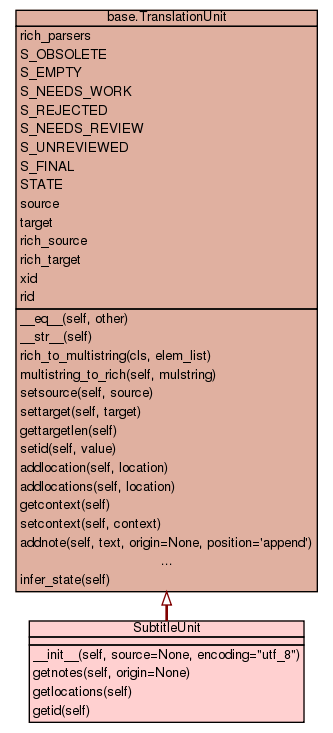 base.TranslationUnit
rich_parsers
S_OBSOLETE
S_EMPTY
S_NEEDS_WORK
S_REJECTED
S_NEEDS_REVIEW
S_UNREVIEWED
S_FINAL
STATE
source
target
rich_source
rich_target
xid
rid
__eq__(self, other)
__str__(self)
rich_to_multistring(cls, elem_list)
multistring_to_rich(self, mulstring)
setsource(self, source)
settarget(self, target)
gettargetlen(self)
setid(self, value)
addlocation(self, location)
addlocations(self, location)
getcontext(self)
setcontext(self, context)
addnote(self, text, origin=None, position='append')
...
infer_state(self)
SubtitleUnit
__init__(self, source=None, encoding="utf_8")
getnotes(self, origin=None)
getlocations(self)
getid(self)